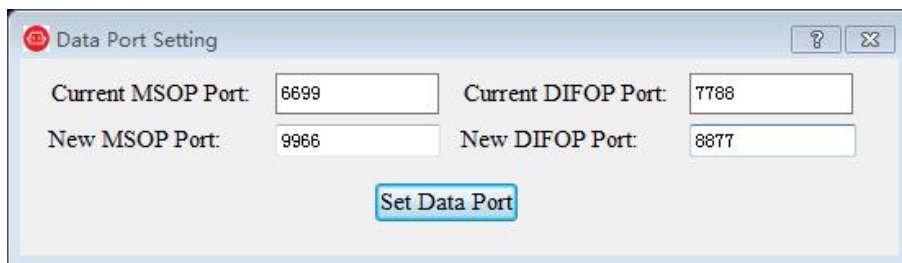 Data Port Setting
Current MSOP Port: 6699 Current DIFOP Port: 7788
New MSOP Port: 9966 New DIFOP Port: 8877
Set Data Port